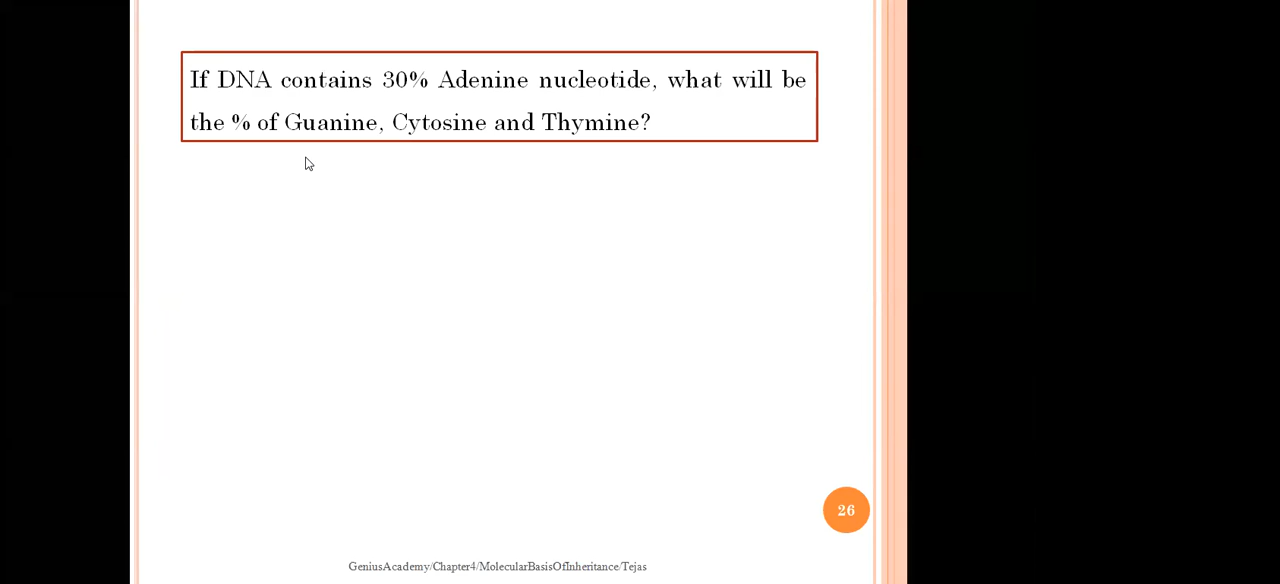 If DNA contains 30% Adenine nucleotide, what will be
the % of Guanine, Cytosine and Thymine?
26
GeniusAcademy/Chapter4/MolecularBasisOfInheritance/Tejas